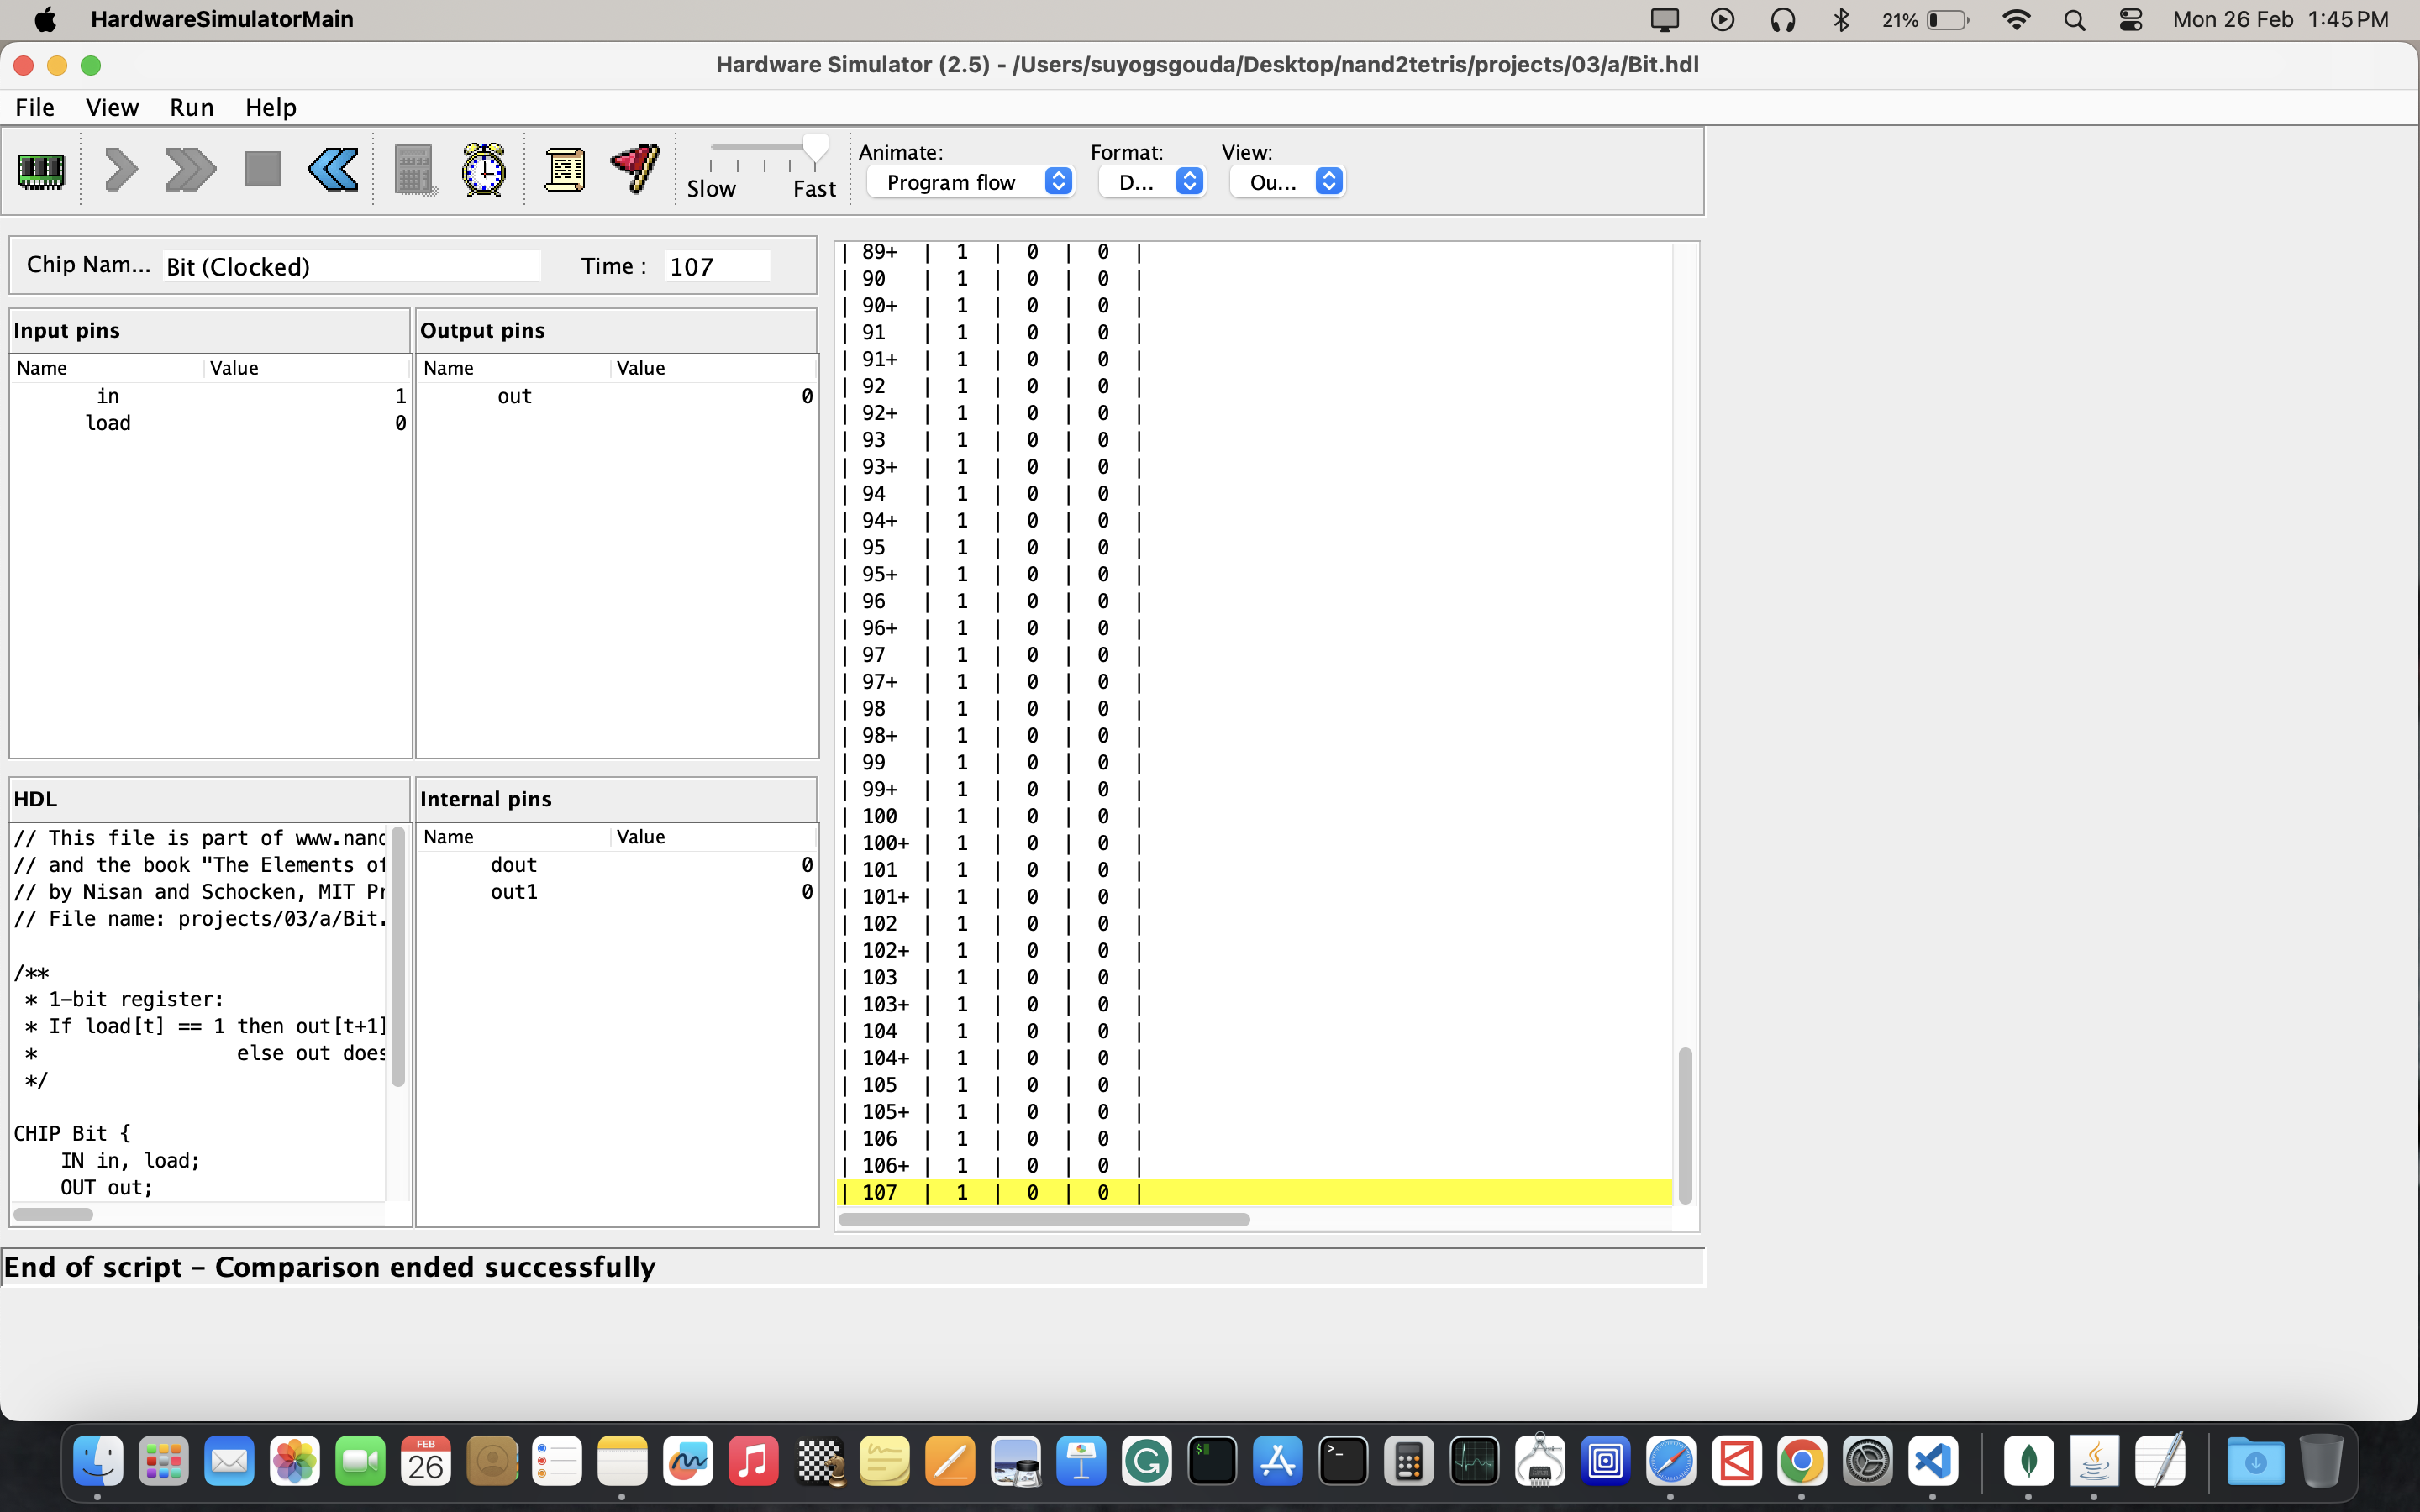 HardwareSimulatorMain
21%
Mon 26 Feb 1:45 PM
Hardware Simulator (2.5) - /Users/suyogsgouda/Desktop/nand2tetris/projects/03/a/Bit.hdl
File View Run Help
Slow Fast
Animate:
Program flow
Format:
D...
View:
Ou...
Chip Nam... Bit (Clocked) Time : 107
Input pins
Name Value
in 1
load 0
Output pins
Name Value
out 0
HDL
// This file is part of www.nand
// and the book "The Elements of
// by Nisan and Schocken, MIT Pr
// File name: projects/03/a/Bit.
/**
* 1-bit register:
* If load[t] == 1 then out[t+1]
* else out does
*/
CHIP Bit {
IN in, load;
OUT out;
Internal pins
Name Value
dout 0
out1 0
| 89+ | 1 | 0 | 0 |
| 90 | 1 | 0 | 0 |
| 90+ | 1 | 0 | 0 |
| 91 | 1 | 0 | 0 |
| 91+ | 1 | 0 | 0 |
| 92 | 1 | 0 | 0 |
| 92+ | 1 | 0 | 0 |
| 93 | 1 | 0 | 0 |
| 93+ | 1 | 0 | 0 |
| 94 | 1 | 0 | 0 |
| 94+ | 1 | 0 | 0 |
| 95 | 1 | 0 | 0 |
| 95+ | 1 | 0 | 0 |
| 96 | 1 | 0 | 0 |
| 96+ | 1 | 0 | 0 |
| 97 | 1 | 0 | 0 |
| 97+ | 1 | 0 | 0 |
| 98 | 1 | 0 | 0 |
| 98+ | 1 | 0 | 0 |
| 99 | 1 | 0 | 0 |
| 99+ | 1 | 0 | 0 |
| 100 | 1 | 0 | 0 |
| 100+ | 1 | 0 | 0 |
| 101 | 1 | 0 | 0 |
| 101+ | 1 | 0 | 0 |
| 102 | 1 | 0 | 0 |
| 102+ | 1 | 0 | 0 |
| 103 | 1 | 0 | 0 |
| 103+ | 1 | 0 | 0 |
| 104 | 1 | 0 | 0 |
| 104+ | 1 | 0 | 0 |
| 105 | 1 | 0 | 0 |
| 105+ | 1 | 0 | 0 |
| 106 | 1 | 0 | 0 |
| 106+ | 1 | 0 | 0 |
| 107 | 1 | 0 | 0 |
End of script – Comparison ended successfully
FEB
26